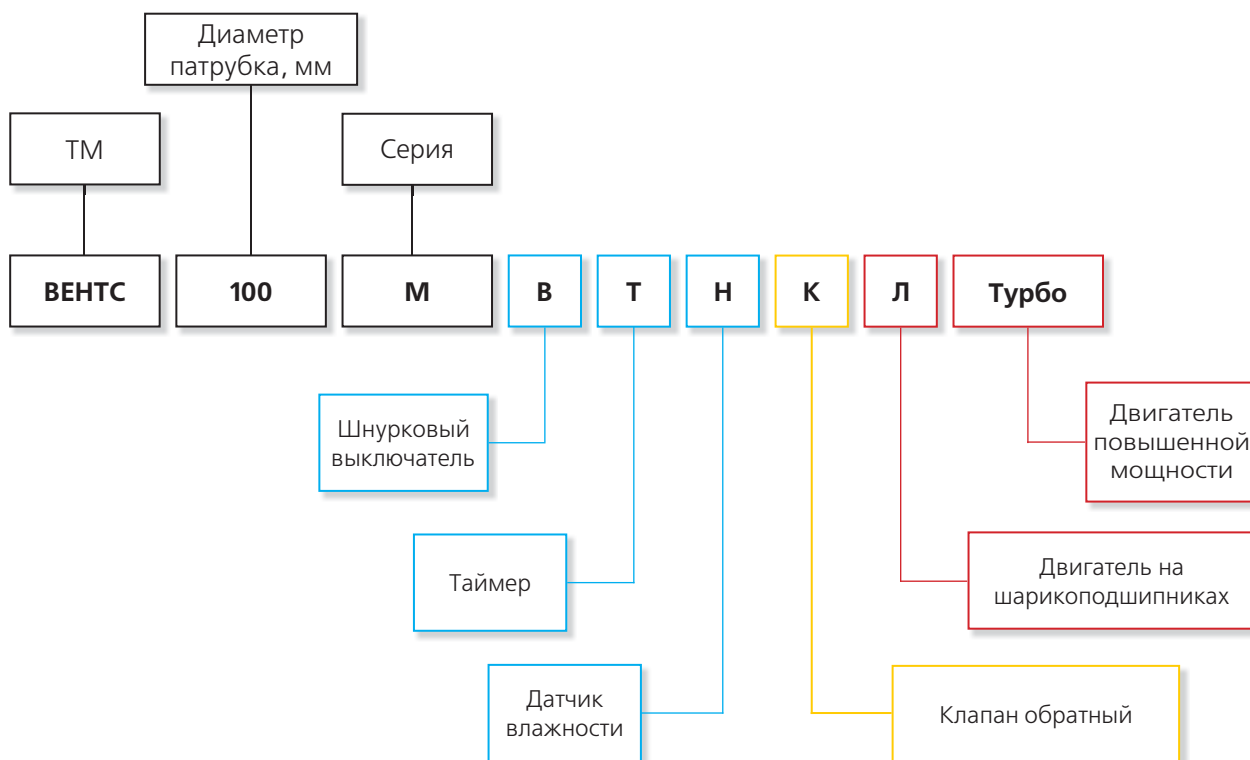 Диаметр
патрубка, мм
ТМ
Серия
ВЕНТС
100
М
В
Т
Н
К
Л
Турбо
Шнурковый
выключатель
Двигатель
повышенной
мощности
Таймер
Двигатель на
шарикоподшипниках
Датчик
влажности
Клапан обратный